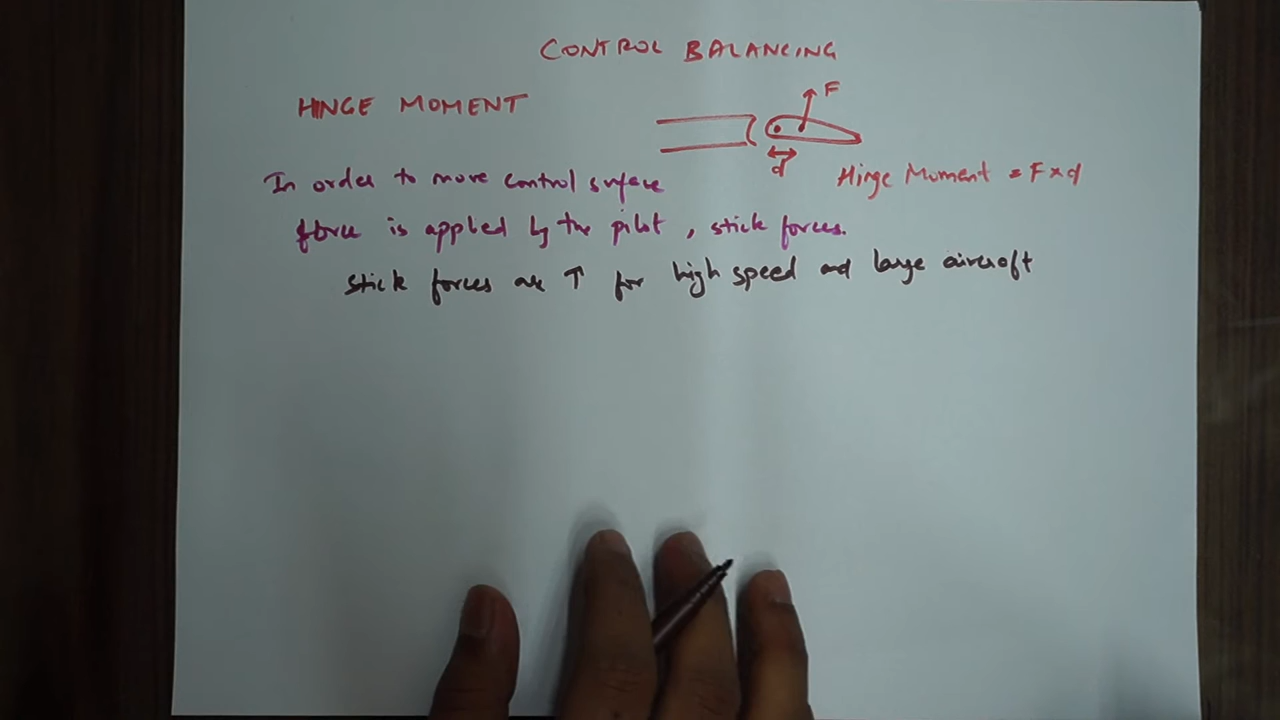 CONTROL BALANCING
HINGE MOMENT
F
d
Hinge Moment = F x d
In order to move control surface
force is applied by the pilot, stick forces.
stick forces are ↑ for high speed and large aircraft